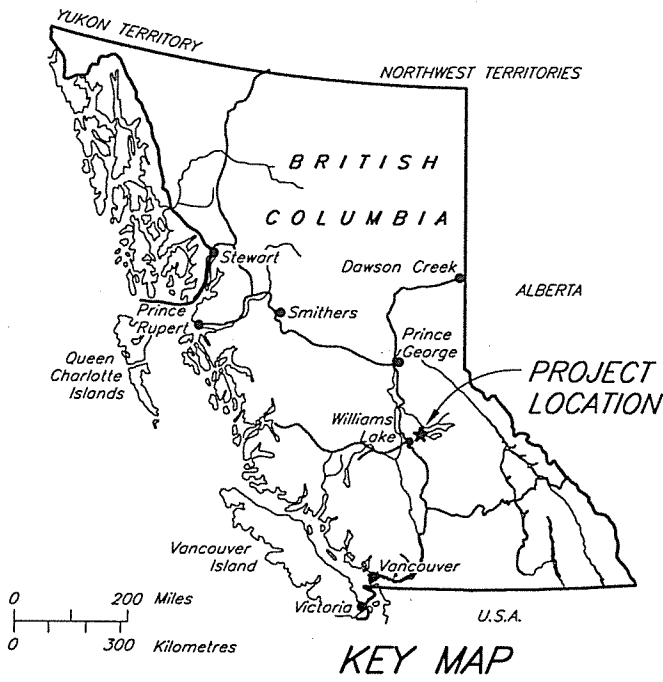 YUKON TERRITORY
NORTHWEST TERRITORIES
BRITISH
COLUMBIA
Stewart
Dawson Creek
ALBERTA
Prince
Rupert
Smithers
Prince
George
Queen
Charlotte
Islands
PROJECT
LOCATION
Williams
Lake
Vancouver
Island
Vancouver
Victoria
U.S.A.
0 200 Miles
0 300 Kilometres
KEY MAP